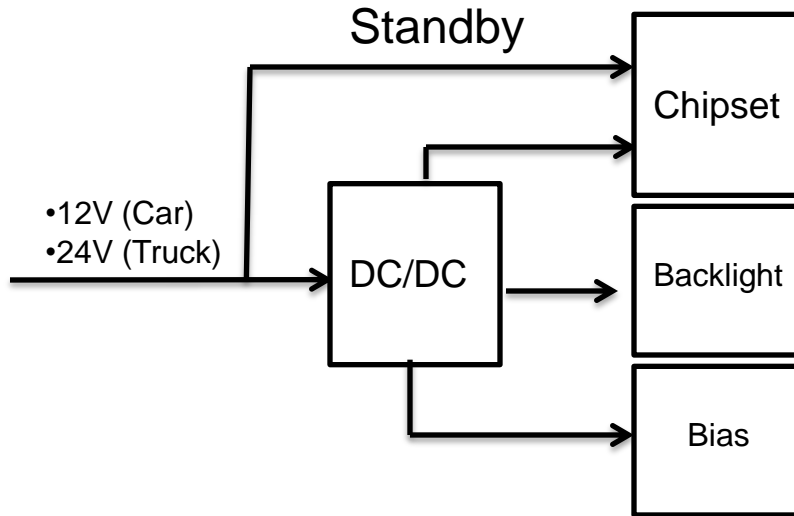 Standby
Chipset
•12V (Car)
•24V (Truck)
DC/DC
Backlight
Bias